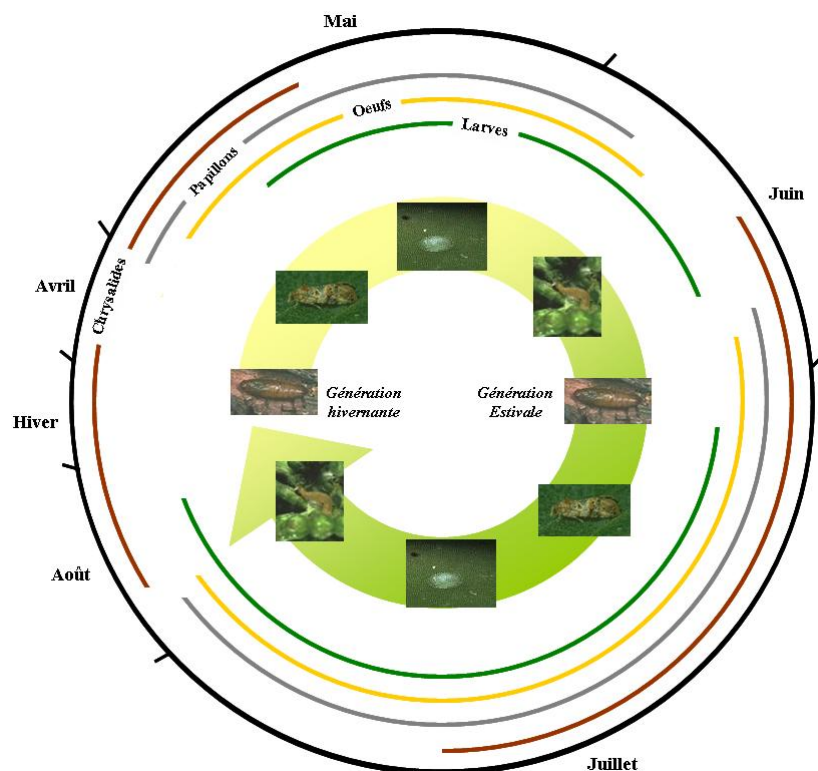 Mai
Oeufs
Larves
Papillons
Juin
Chrysalides
Avril
Génération
hivernante
Génération
Estivale
Hiver
Août
Juillet